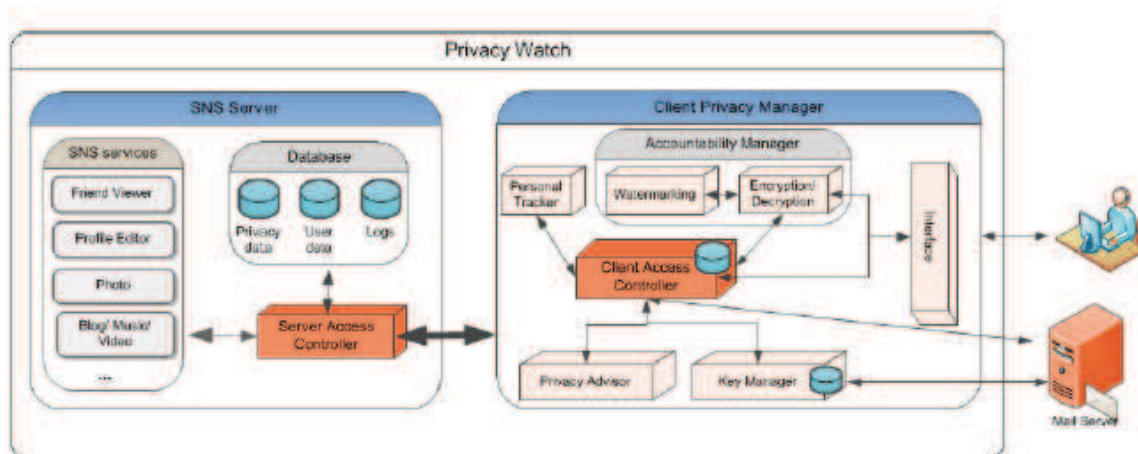 Privacy Watch
SNS Server
SNS services
Friend Viewer
Profile Editor
Photo
Blog/ Music/
Video
...
Database
Privacy
data
User
data
Logs
Server Access
Controller
Client Privacy Manager
Accountability Manager
Personal
Tracker
Watermarking
Encryption/
Decryption
Client Access
Controller
Privacy Advisor
Key Manager
Interface
Mail Server